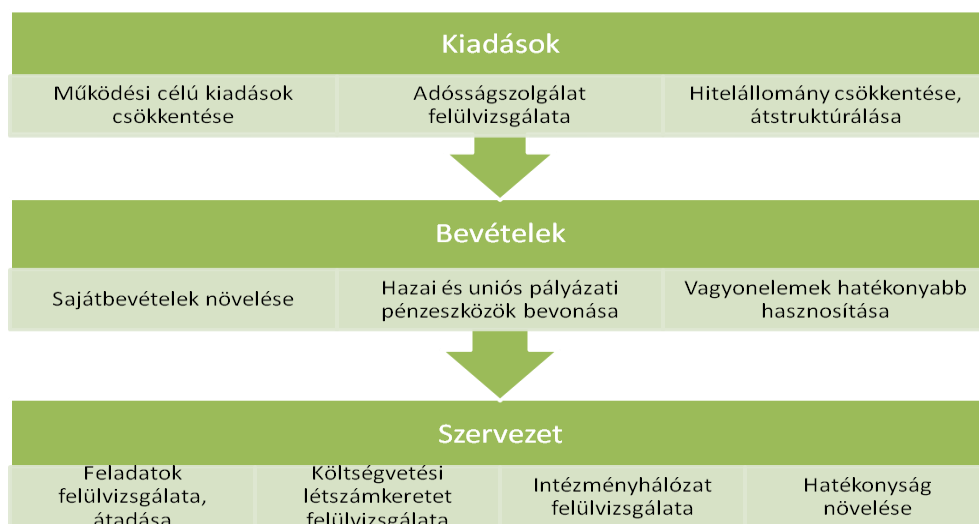 Kiadások
Működési célú kiadások
csökkentése
Adósságszolgálat
felülvizsgálata
Hitelállomány csökkentése,
átstruktúrálása
Bevételek
Sajátbevételek növelése
Hazai és uniós pályázati
pénzeszközök bevonása
Vagyonelemek hatékonyabb
hasznosítása
Szervezet
Feladatok
felülvizsgálata,
átadása
Költségvetési
létszámkeretet
felülvizsgálata
Intézményhálózat
felülvizsgálata
Hatékonyság
növelése